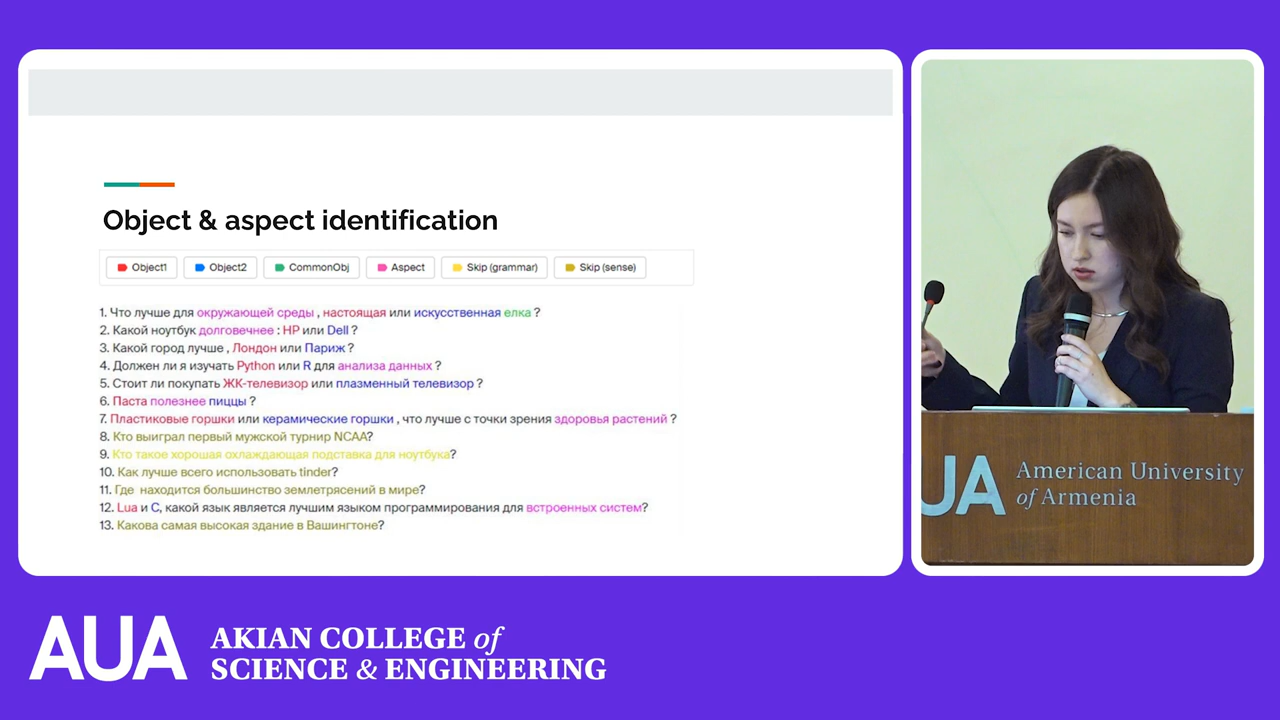 Object & aspect identification
Object1 Object2 CommonObj Aspect Skip (grammar) Skip (sense)
1. Что лучше для окружающей среды , настоящая или искусственная елка ?
2. Какой ноутбук долговечнее : HP или Dell ?
3. Какой город лучше , Лондон или Париж ?
4. Должен ли я изучать Python или R для анализа данных ?
5. Стоит ли покупать ЖК-телевизор или плазменный телевизор ?
6. Паста полезнее пиццы ?
7. Пластиковые горшки или керамические горшки , что лучше с точки зрения здоровья растений ?
8. Кто выиграл первый мужской турнир NCAA?
9. Кто такое хорошая охлаждающая подставка для ноутбука?
10. Как лучше всего использовать tinder?
11. Где находится большинство землетрясений в мире?
12. Lua и C, какой язык является лучшим языком программирования для встроенных систем?
13. Какова самая высокая здание в Вашингтоне?
UA American University
of Armenia
AUA AKIAN COLLEGE of
SCIENCE & ENGINEERING